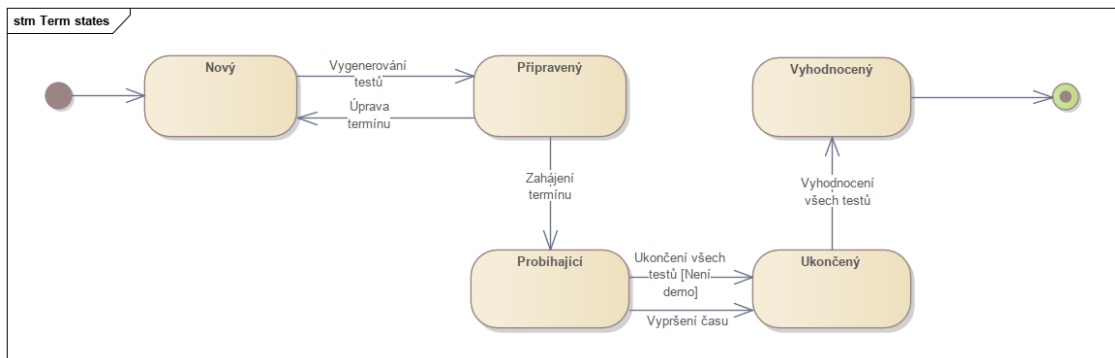 stm Term states
Nový
Vygenerování
testů
Připravený
Úprava
termínu
Vyhodnocený
Zahájení
termínu
Vyhodnocení
všech testů
Probíhající
Ukončení všech
testů [Není
demo]
Vypršení času
Ukončený